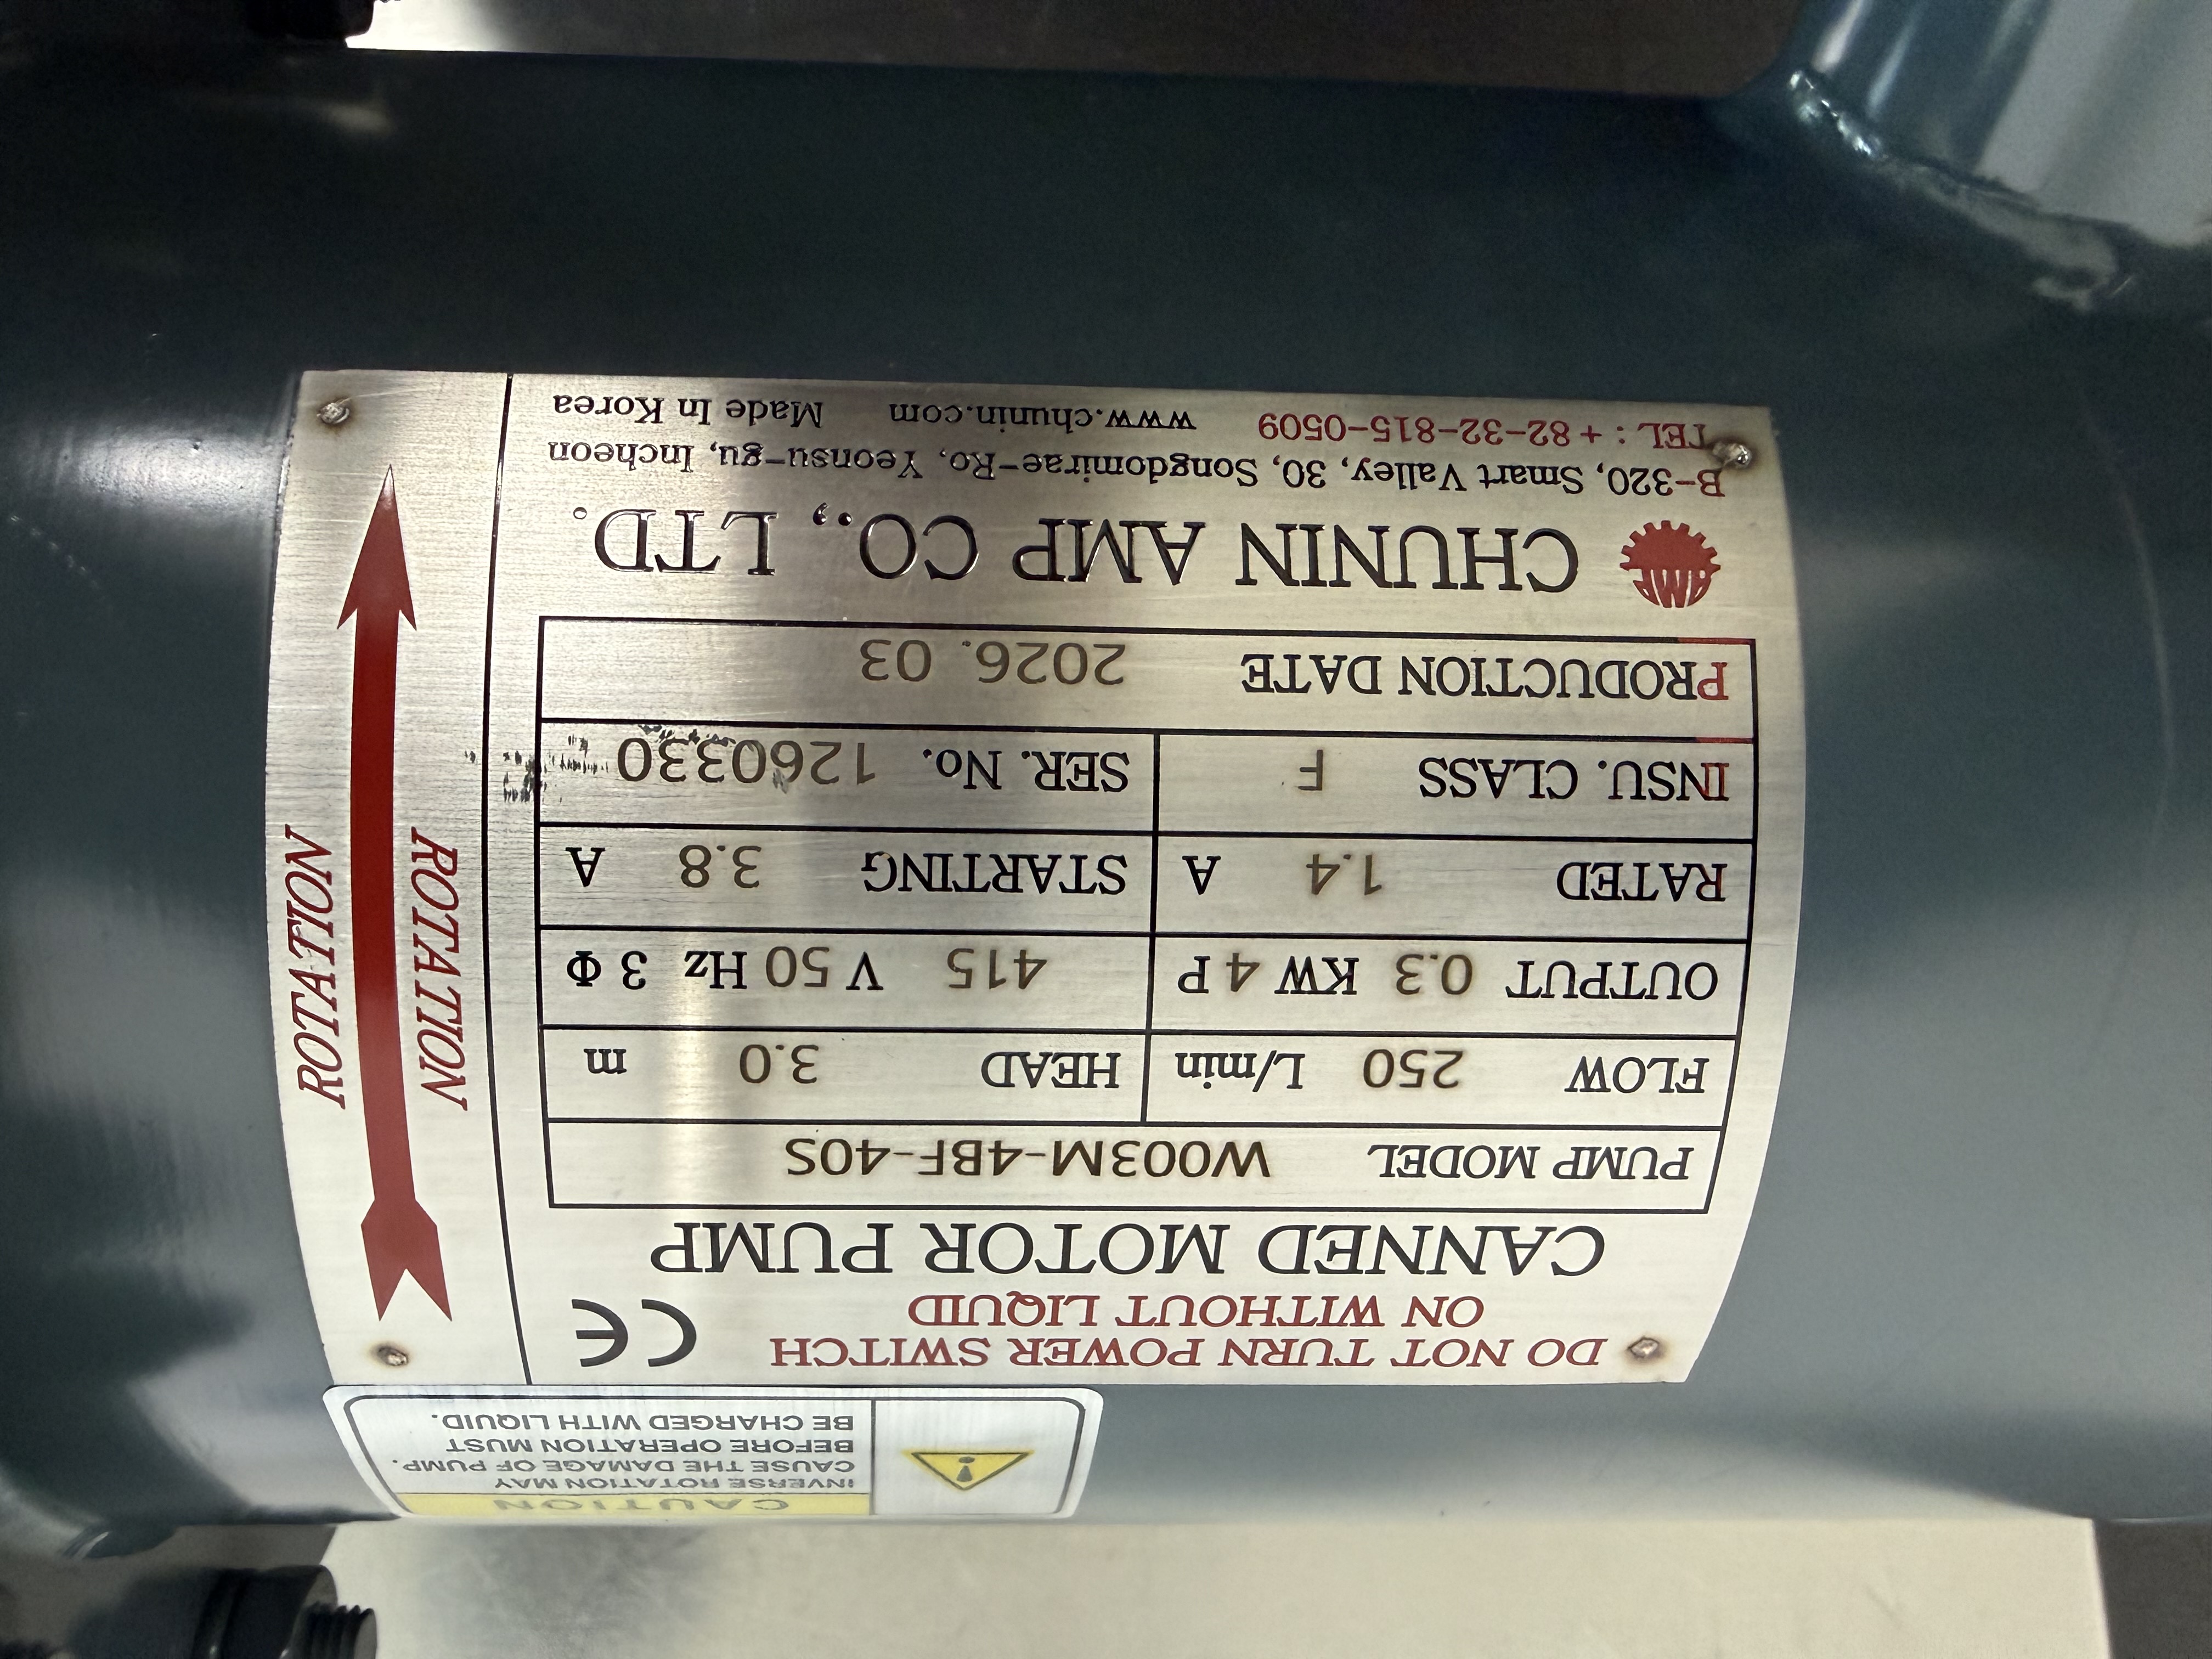 CAUTION
INVERSE ROTATION MAY
CAUSE THE DAMAGE OF PUMP.
BEFORE OPERATION MUST
BE CHARGED WITH LIQUID.
DO NOT TURN POWER SWITCH
ON WITHOUT LIQUID
CE
CANNED MOTOR PUMP
PUMP MODEL W003M-4BF-40S
FLOW 250 L/min HEAD 3.0 m
OUTPUT 0.3 KW 4 P 415 V 50 Hz 3 Φ
RATED 1.4 A STARTING 3.8 A
INSU. CLASS F SER. No. 1260330
PRODUCTION DATE 2026. 03
AMP CHUNIN AMP CO., LTD.
B-320, Smart Valley, 30, Songdomirae-Ro, Yeonsu-gu, Incheon
TEL : + 82-32-815-0509 www.chunin.com Made In Korea
ROTATION
ROTATION